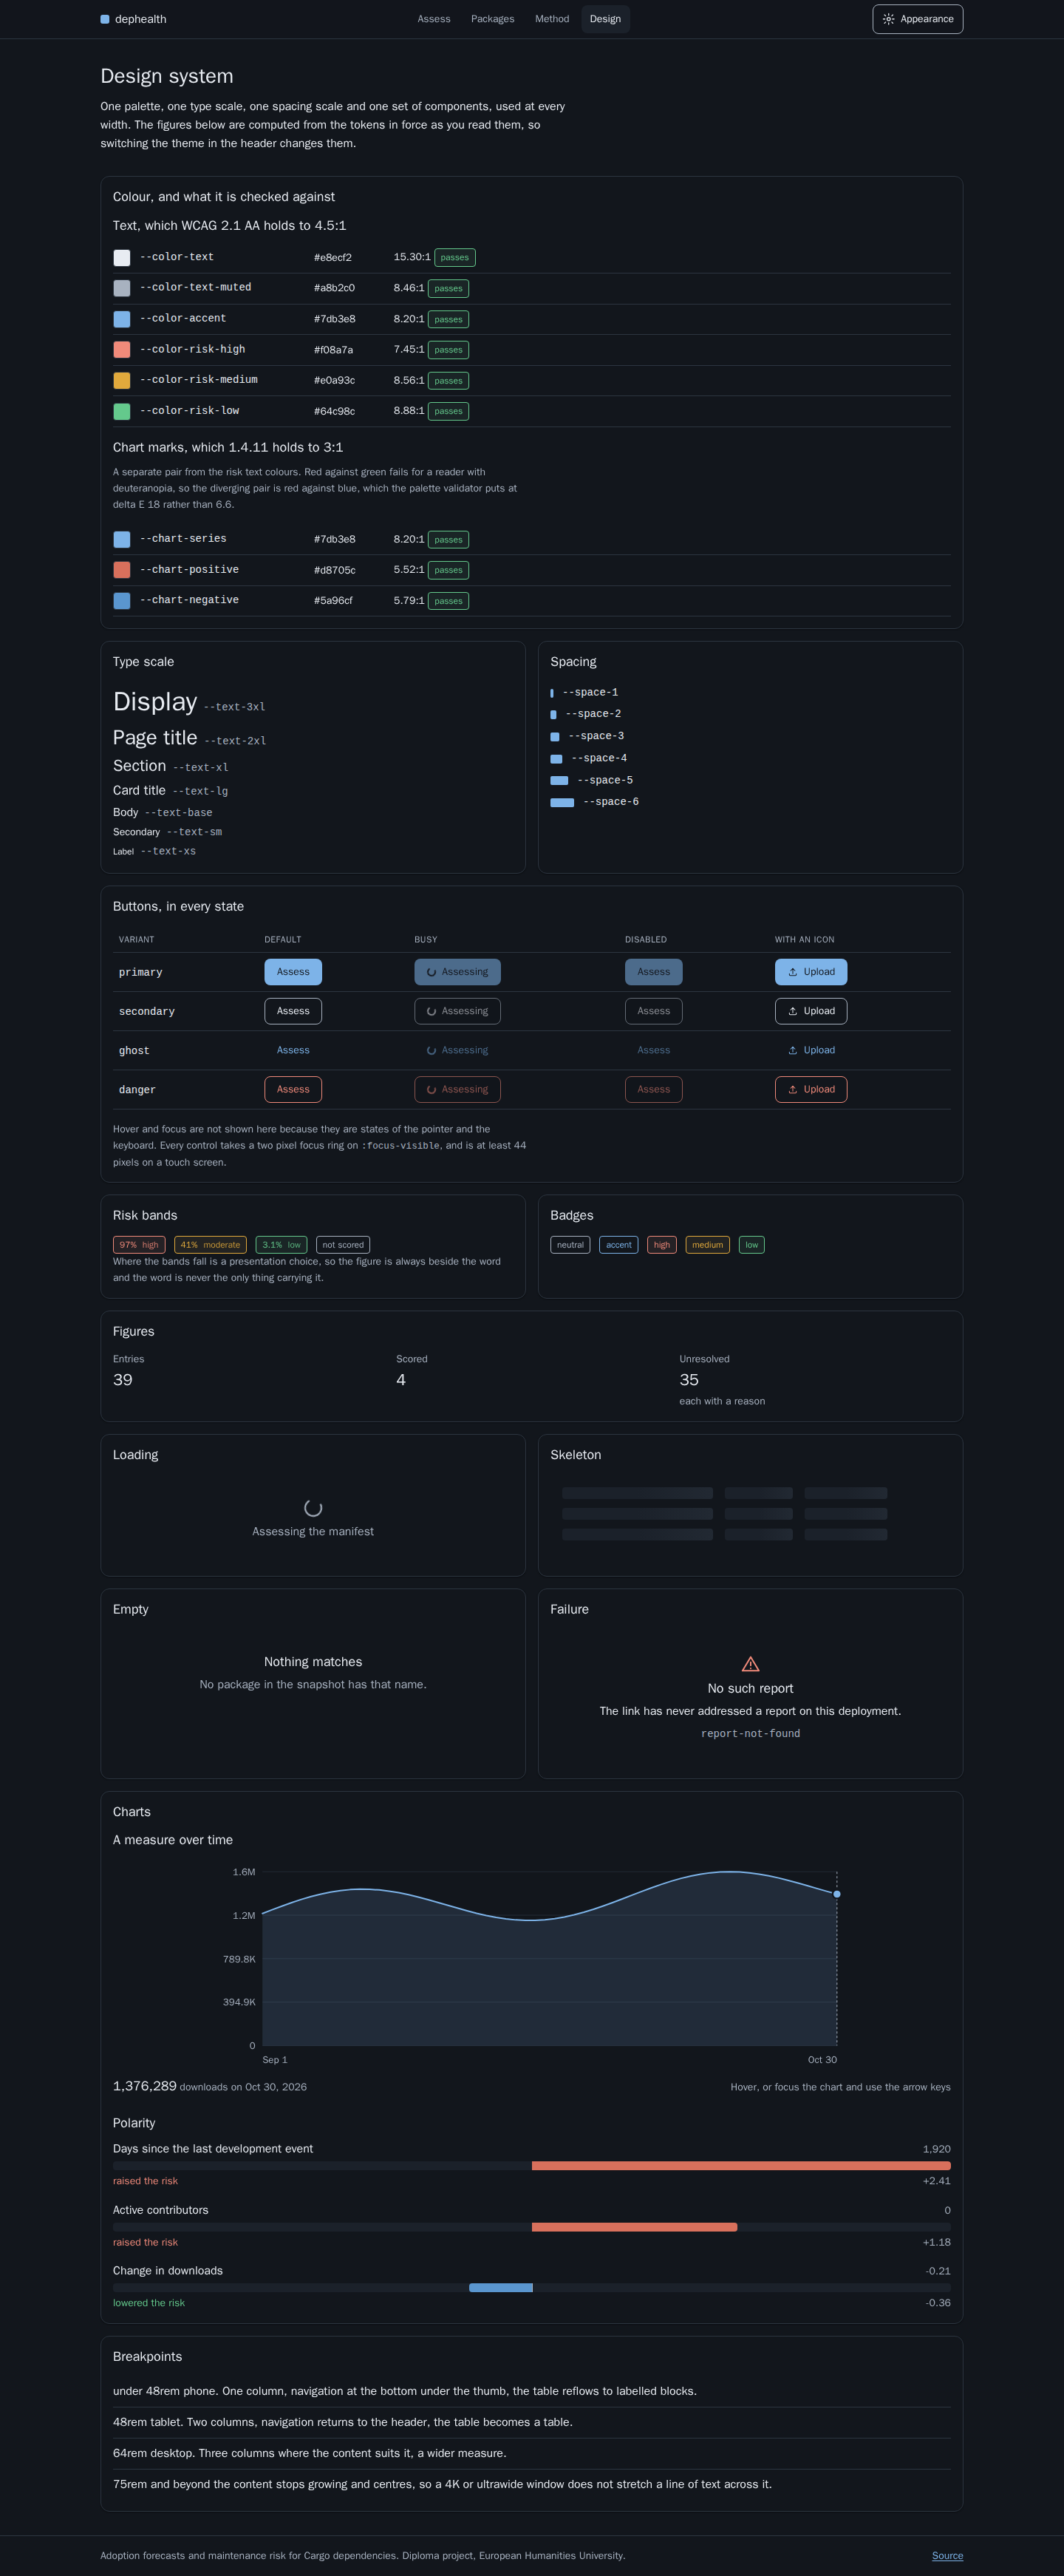 dephealth Assess Packages Method Design Appearance
Design system
One palette, one type scale, one spacing scale and one set of components, used at every
width. The figures below are computed from the tokens in force as you read them, so
switching the theme in the header changes them.
Colour, and what it is checked against
Text, which WCAG 2.1 AA holds to 4.5:1
--color-text #e8ecf2 15.30:1 passes
--color-text-muted #a8b2c0 8.46:1 passes
--color-accent #7db3e8 8.20:1 passes
--color-risk-high #f08a7a 7.45:1 passes
--color-risk-medium #e0a93c 8.56:1 passes
--color-risk-low #64c98c 8.88:1 passes
Chart marks, which 1.4.11 holds to 3:1
A separate pair from the risk text colours. Red against green fails for a reader with
deuteranopia, so the diverging pair is red against blue, which the palette validator puts at
delta E 18 rather than 6.6.
--chart-series #7db3e8 8.20:1 passes
--chart-positive #d8705c 5.52:1 passes
--chart-negative #5a96cf 5.79:1 passes
Type scale
Display --text-3xl
Page title --text-2xl
Section --text-xl
Card title --text-lg
Body --text-base
Secondary --text-sm
Label --text-xs
Spacing
--space-1
--space-2
--space-3
--space-4
--space-5
--space-6
Buttons, in every state
VARIANT DEFAULT BUSY DISABLED WITH AN ICON
primary Assess Assessing Assess Upload
secondary Assess Assessing Assess Upload
ghost Assess Assessing Assess Upload
danger Assess Assessing Assess Upload
Hover and focus are not shown here because they are states of the pointer and the
keyboard. Every control takes a two pixel focus ring on :focus-visible, and is at least 44
pixels on a touch screen.
Risk bands
97% high 41% moderate 3.1% low not scored
Where the bands fall is a presentation choice, so the figure is always beside the word
and the word is never the only thing carrying it.
Badges
neutral accent high medium low
Figures
Entries Scored Unresolved
39 4 35
each with a reason
Loading
Assessing the manifest
Skeleton
Empty
Nothing matches
No package in the snapshot has that name.
Failure
No such report
The link has never addressed a report on this deployment.
report-not-found
Charts
A measure over time
1.6M
1.2M
789.8K
394.9K
0
Sep 1 Oct 30
1,376,289 downloads on Oct 30, 2026 Hover, or focus the chart and use the arrow keys
Polarity
Days since the last development event 1,920
raised the risk +2.41
Active contributors 0
raised the risk +1.18
Change in downloads -0.21
lowered the risk -0.36
Breakpoints
under 48rem phone. One column, navigation at the bottom under the thumb, the table reflows to labelled blocks.
48rem tablet. Two columns, navigation returns to the header, the table becomes a table.
64rem desktop. Three columns where the content suits it, a wider measure.
75rem and beyond the content stops growing and centres, so a 4K or ultrawide window does not stretch a line of text across it.
Adoption forecasts and maintenance risk for Cargo dependencies. Diploma project, European Humanities University. Source